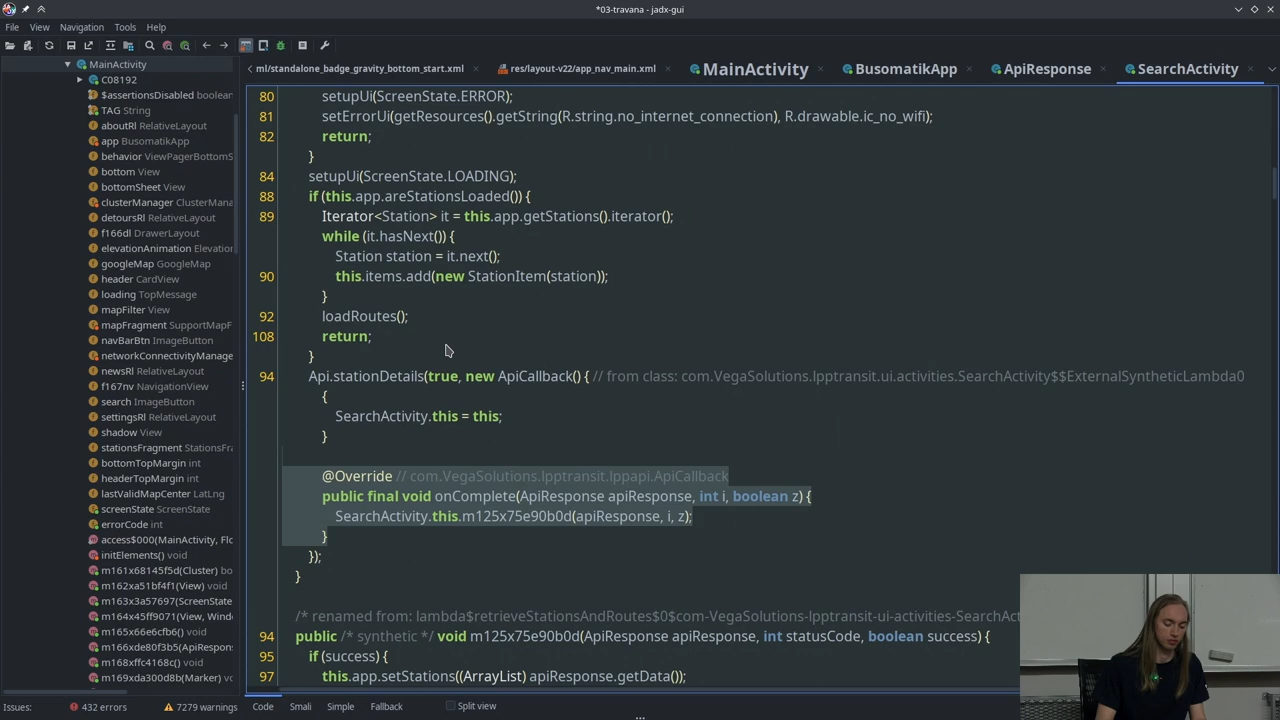 *03-travana - jadx-gui
File View Navigation Tools Help
MainActivity
C08192
$assertionsDisabled boolean
TAG String
aboutRl RelativeLayout
app BusomatikApp
behavior ViewPagerBottomS
bottom View
bottomSheet View
clusterManager ClusterMana
detoursRl RelativeLayout
f166dl DrawerLayout
elevationAnimation Elevation
googleMap GoogleMap
header CardView
loading TopMessage
mapFilter View
mapFragment SupportMapF
navBarBtn ImageButton
networkConnectivityManage
newsRl RelativeLayout
f167nv NavigationView
search ImageButton
settingsRl RelativeLayout
shadow View
stationsFragment StationsFra
bottomTopMargin int
headerTopMargin int
lastValidMapCenter LatLng
screenState ScreenState
errorCode int
access$000(MainActivity, Flo
initElements() void
m161x68145f5d(Cluster) bo
m162xa51bf4f1(View) void
m163x3a57697(ScreenState
m164x45ff9071(View, Wind
m165x66e6cfb6() void
m166xde80f3b5(ApiRespon
m168xffc4168c() void
m169xda300d8b(Marker) v
ml/standalone_badge_gravity_bottom_start.xml res/layout-v22/app_nav_main.xml MainActivity BusomatikApp ApiResponse SearchActivity
80 setupUi(ScreenState.ERROR);
81 setErrorUi(getResources().getString(R.string.no_internet_connection), R.drawable.ic_no_wifi);
82 return;
}
84 setupUi(ScreenState.LOADING);
88 if (this.app.areStationsLoaded()) {
89 Iterator<Station> it = this.app.getStations().iterator();
while (it.hasNext()) {
Station station = it.next();
90 this.items.add(new StationItem(station));
}
92 loadRoutes();
108 return;
}
94 Api.stationDetails(true, new ApiCallback() { // from class: com.VegaSolutions.lpptransit.ui.activities.SearchActivity$$ExternalSyntheticLambda0
{
SearchActivity.this = this;
}
@Override // com.VegaSolutions.lpptransit.lppapi.ApiCallback
public final void onComplete(ApiResponse apiResponse, int i, boolean z) {
SearchActivity.this.m125x75e90b0d(apiResponse, i, z);
}
});
}
/* renamed from: lambda$retrieveStationsAndRoutes$0$com-VegaSolutions-lpptransit-ui-activities-SearchActivity
94 public /* synthetic */ void m125x75e90b0d(ApiResponse apiResponse, int statusCode, boolean success) {
95 if (success) {
97 this.app.setStations((ArrayList) apiResponse.getData());
Issues: 432 errors 7279 warnings Code Smali Simple Fallback Split view